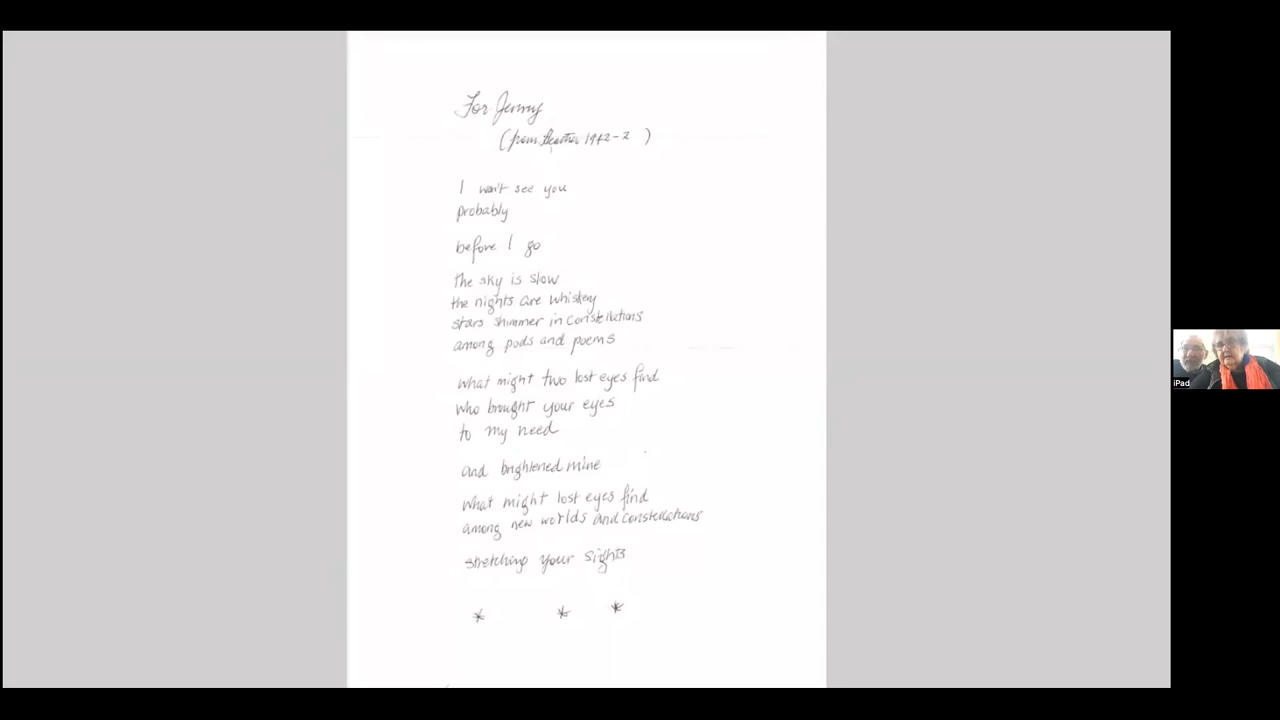 For Jenny
(from Heather 1942-2 )
I won't see you
probably
before I go
the sky is slow
the nights are whiskey
stars shimmer in constellations
among pods and poems
what might two lost eyes find
who brought your eyes
to my need
and brightened mine
what might lost eyes find
among new worlds and constellations
stretching your sights
* * *
iPad